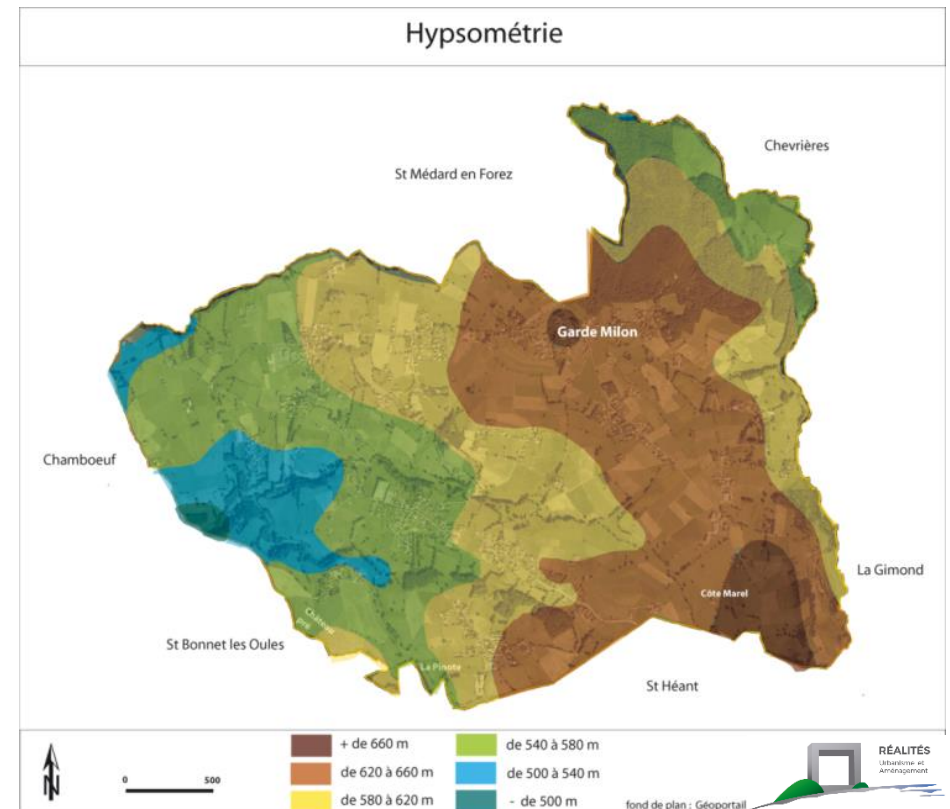 Hypsométrie
Chevrières
St Médard en Forez
Garde Milon
Chamboeuf
La Gimond
Côte Marel
Château
pré
St Bonnet les Oules
La Pinote
St Héant
+ de 660 m
de 620 à 660 m
de 580 à 620 m
de 540 à 580 m
de 500 à 540 m
- de 500 m
N
0 500
fond de plan : Géoportail
RÉALITÉS
Urbanisme et
Aménagement